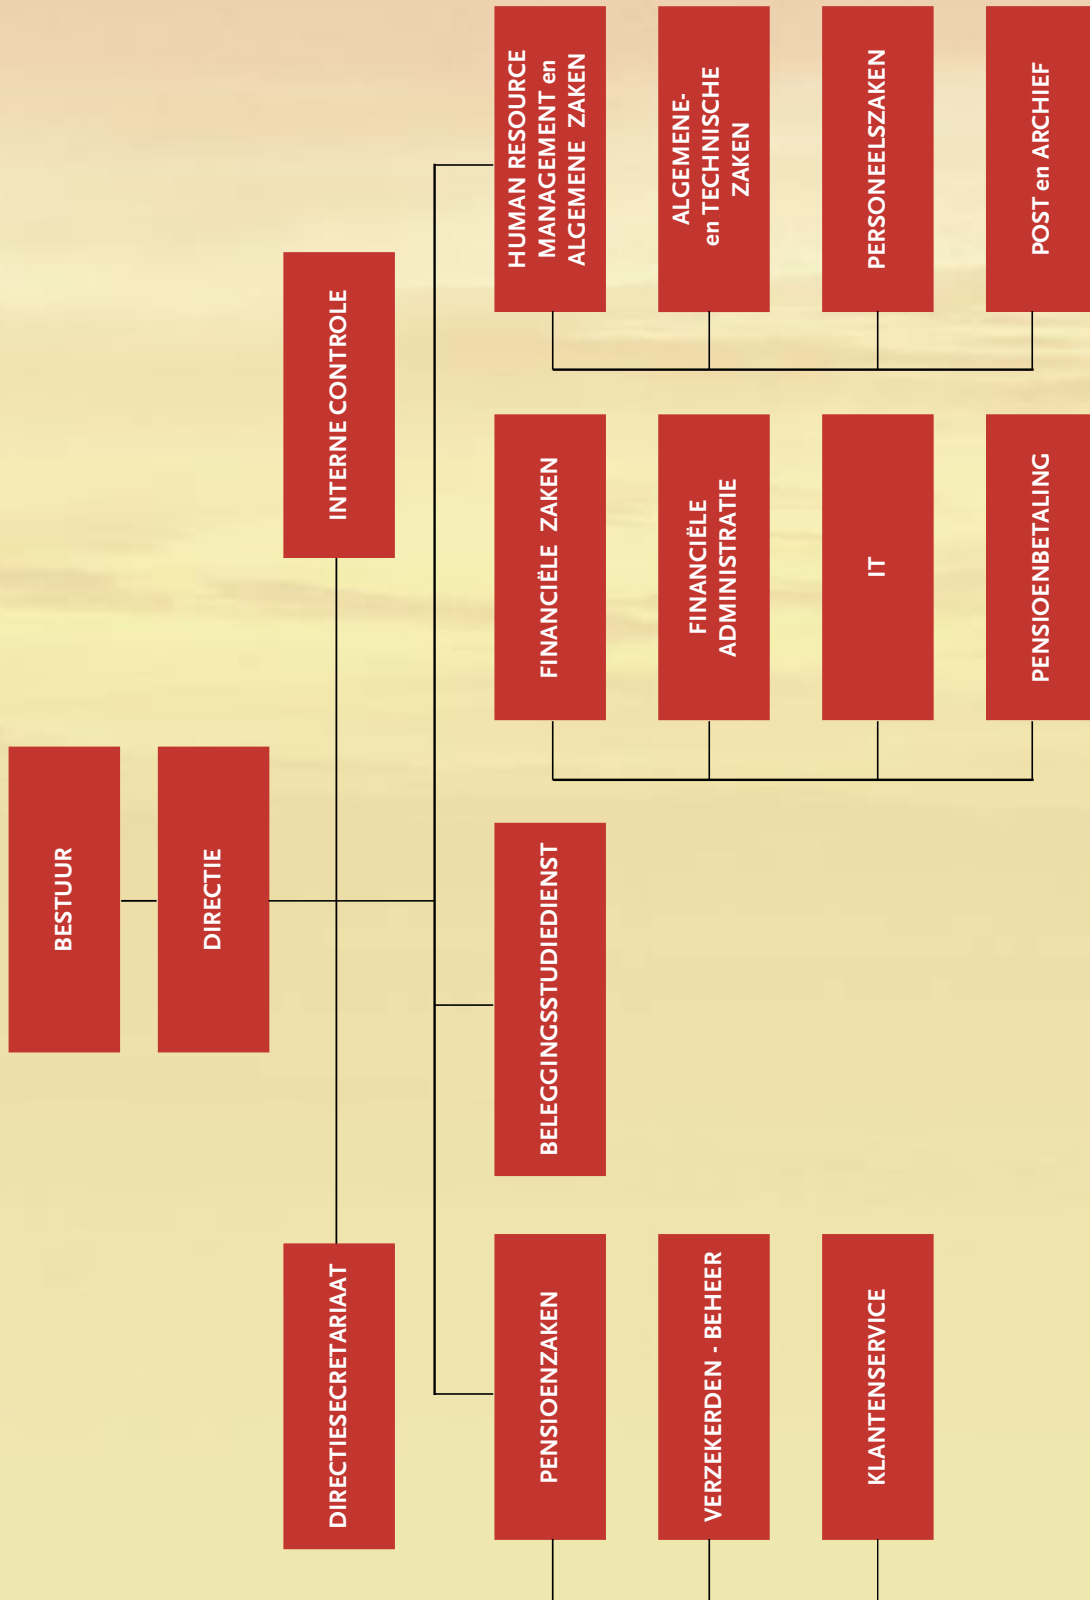 BESTUUR
DIRECTIE
DIRECTIESECRETARIAAT
INTERNE CONTROLE
PENSIOENZAKEN
BELEGGINGSSTUDIEDIENST
FINANCIËLE ZAKEN
HUMAN RESOURCE
MANAGEMENT en
ALGEMENE ZAKEN
VERZEKERDEN - BEHEER
FINANCIËLE
ADMINISTRATIE
ALGEMENE-
en TECHNISCHE
ZAKEN
KLANTENSERVICE
IT
PERSONEELSZAKEN
PENSIOENBETALING
POST en ARCHIEF